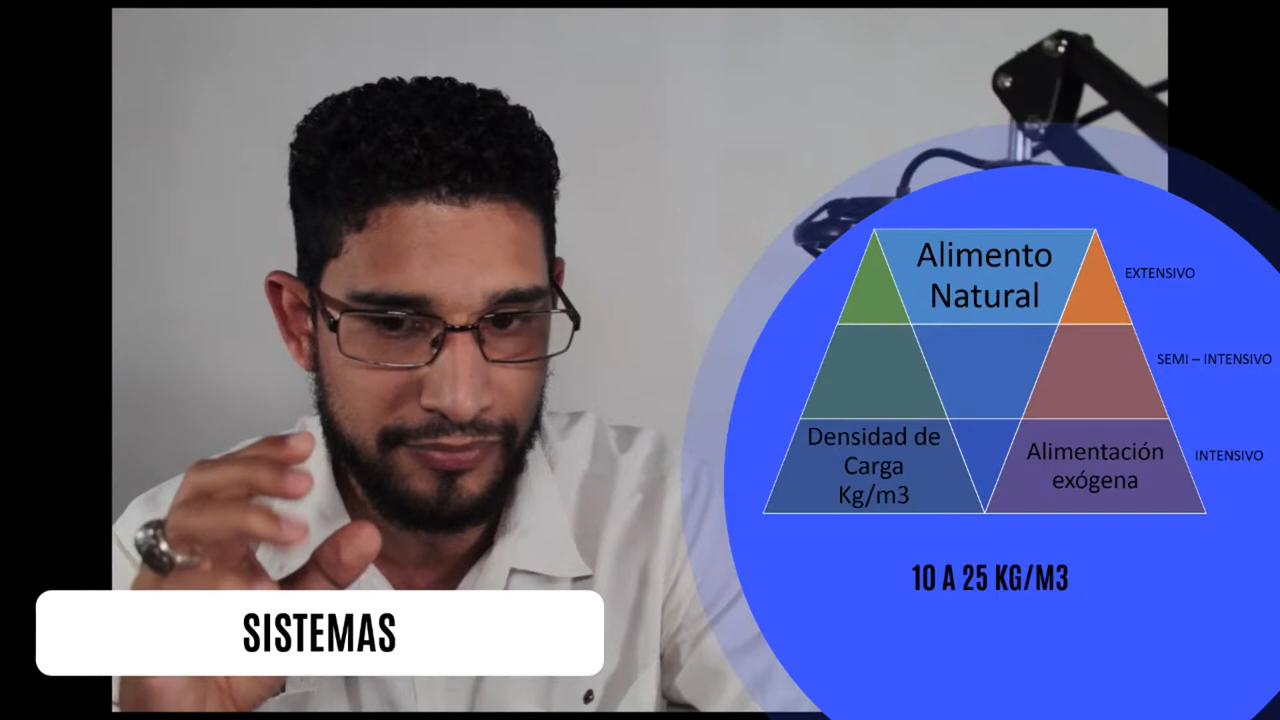 Alimento
Natural
EXTENSIVO
SEMI – INTENSIVO
Densidad de
Carga
Kg/m3
Alimentación
exógena
INTENSIVO
10 A 25 KG/M3
SISTEMAS